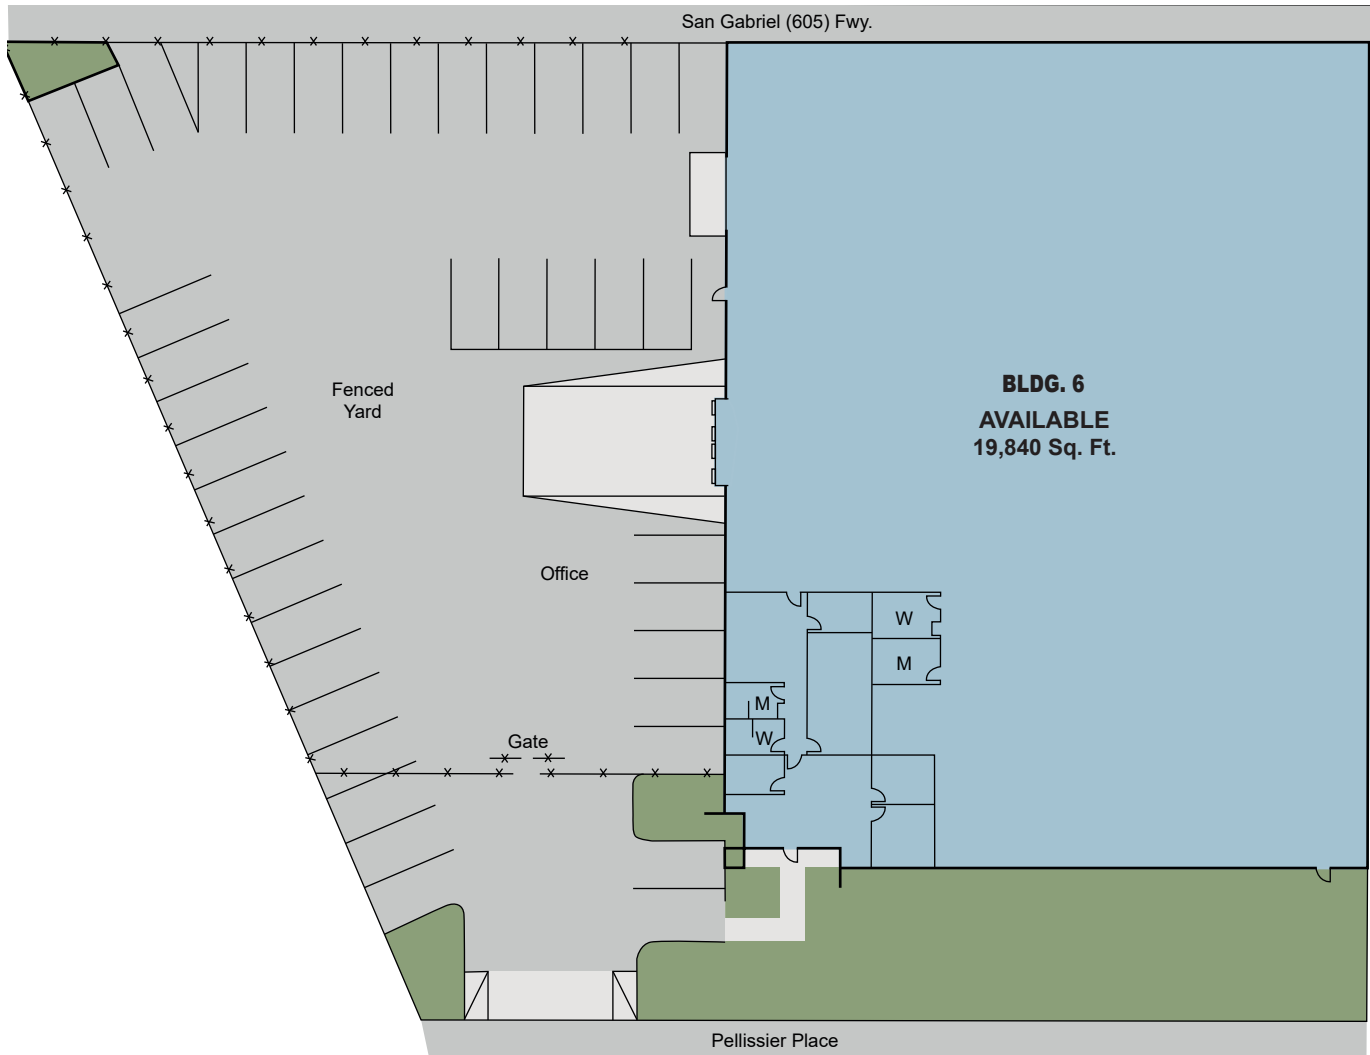 San Gabriel (605) Fwy.
Fenced
Yard
BLDG. 6
AVAILABLE
19,840 Sq. Ft.
Office
W
M
M
W
Gate
Pellissier Place